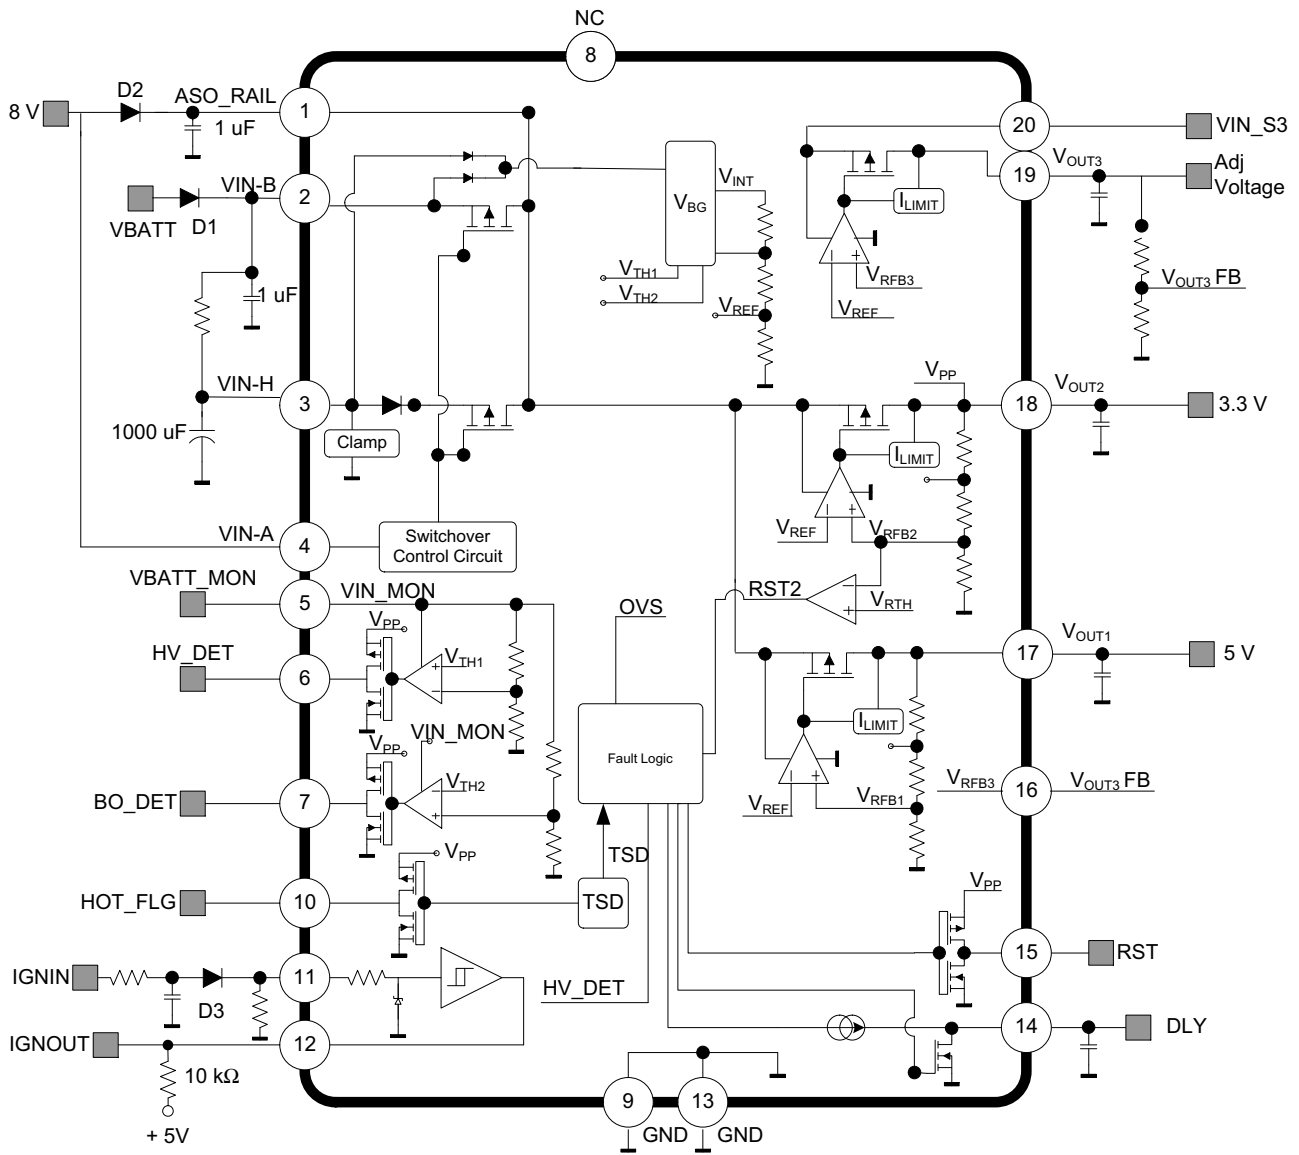 NC
8
8 V
D2
ASO_RAIL
1
1 uF
20
VIN_S3
VBATT
D1
VIN-B
2
1 uF
VBG
VINT
VTH1
VTH2
VREF
ILIMIT
VRFB3
VREF
19
VOUT3
Adj
Voltage
VOUT3 FB
VIN-H
3
1000 uF
Clamp
VPP
18
VOUT2
3.3 V
ILIMIT
VREF
VRFB2
VIN-A
4
Switchover
Control Circuit
VBATT_MON
5
VIN_MON
VPP
VTH1
HV_DET
6
OVS
RST2
VRTH
17
VOUT1
5 V
ILIMIT
VIN_MON
VPP
VTH2
BO_DET
7
Fault Logic
VREF
VRFB1
VRFB3
16
VOUT3 FB
VPP
TSD
HOT_FLG
10
TSD
VPP
15
RST
IGNIN
D3
11
HV_DET
14
DLY
IGNOUT
12
10 kΩ
+ 5V
9
GND
13
GND